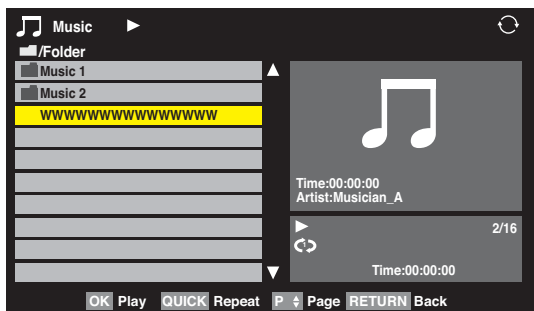 Music
/Folder
Music 1
Music 2
WWWWWWWWWWWWWWW
Time:00:00:00
Artist:Musician_A
2/16
1
Time:00:00:00
OK Play QUICK Repeat P Page RETURN Back